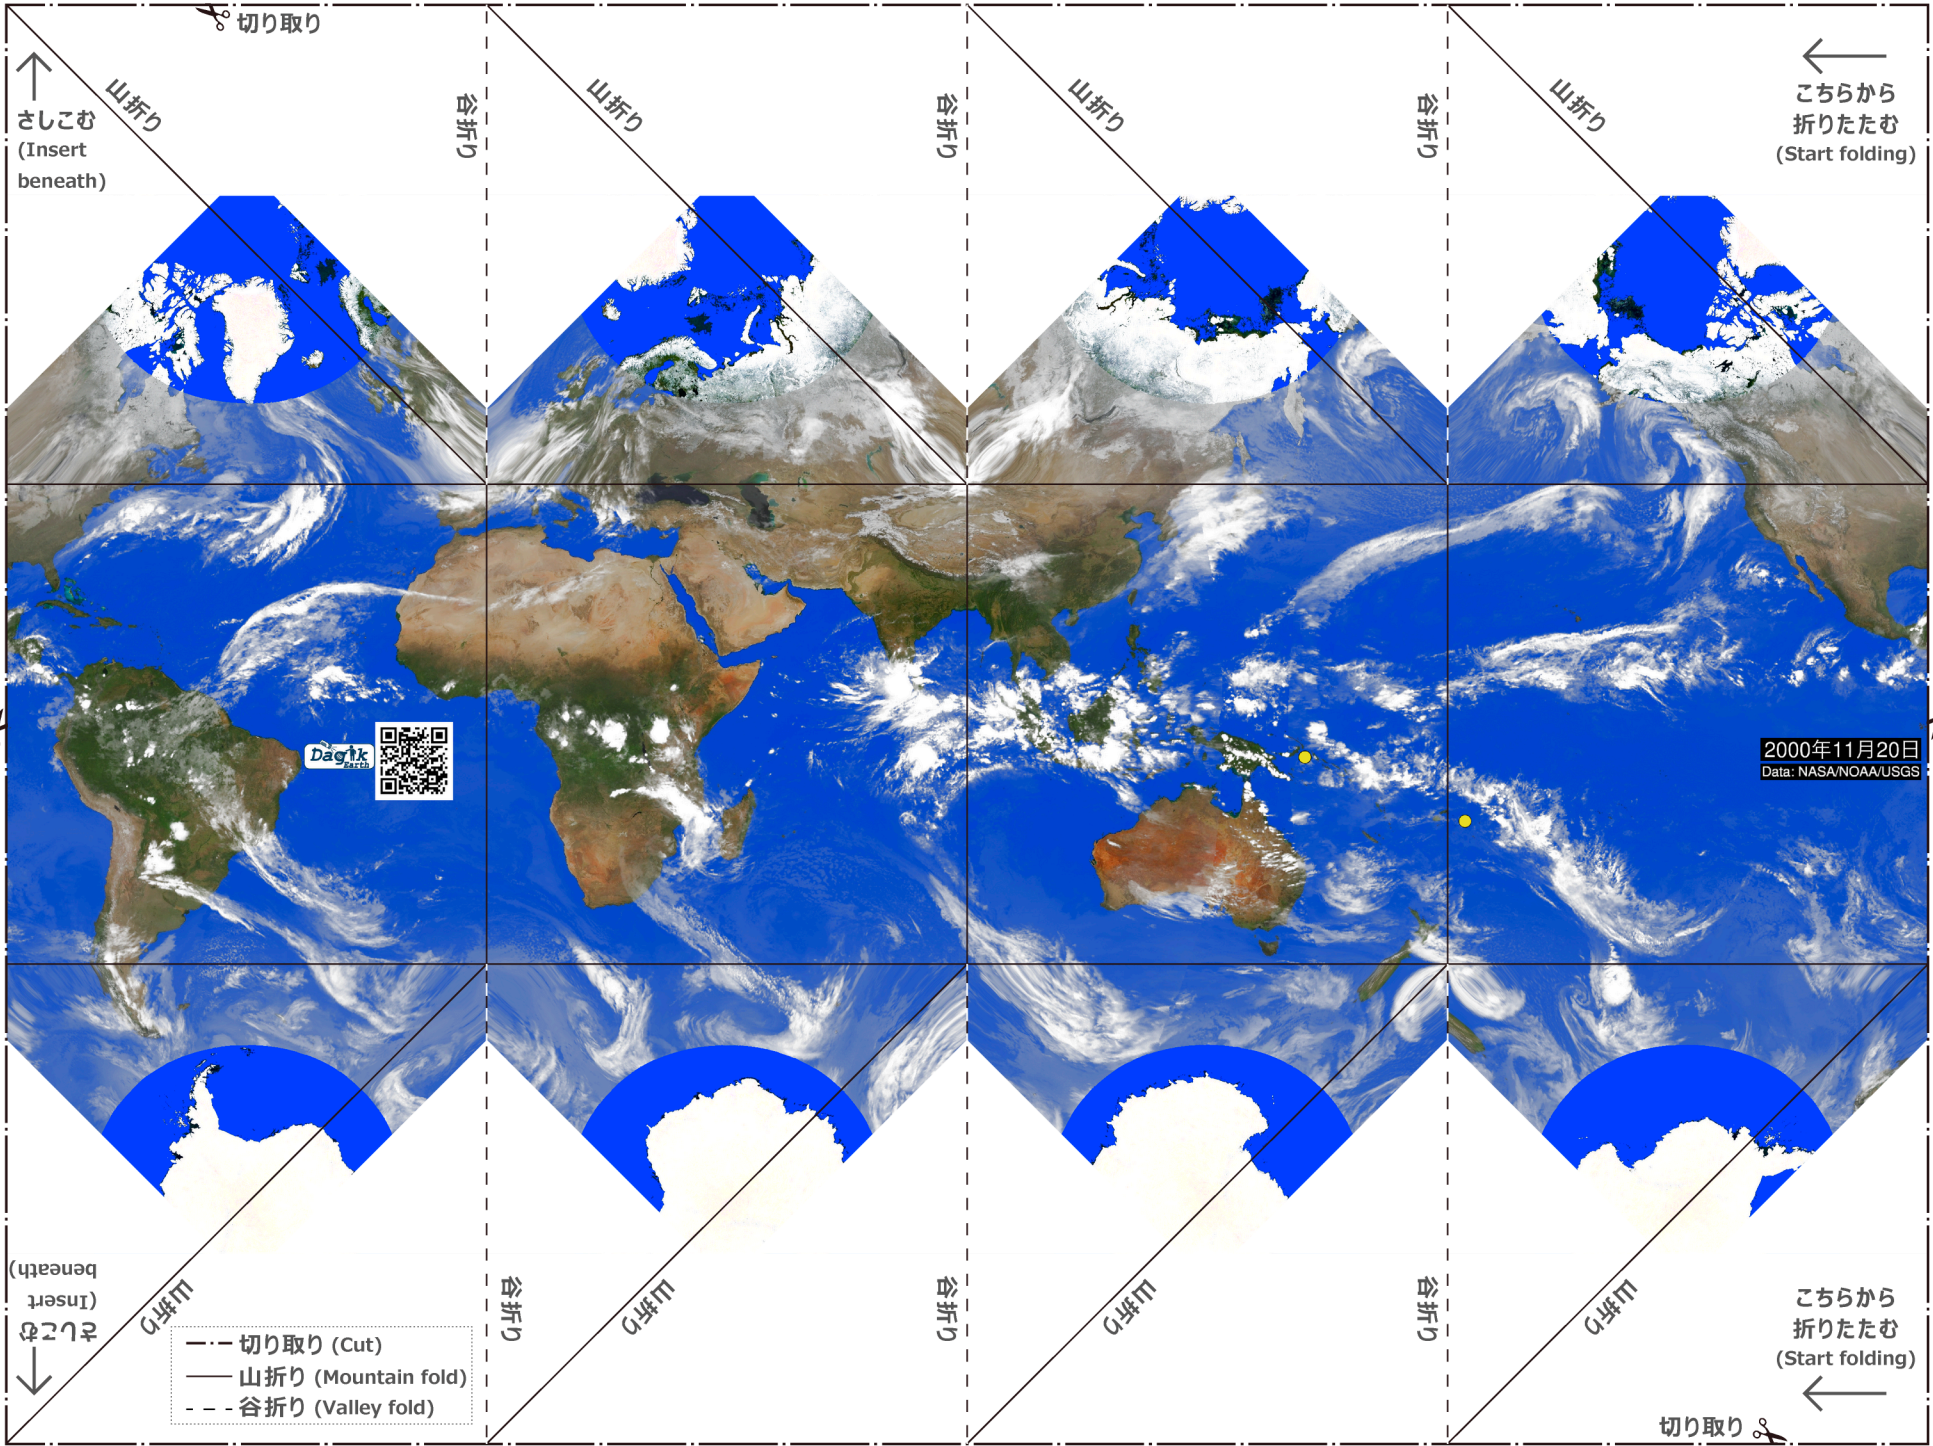 切り取り
山折り
谷折り
山折り
谷折り
山折り
谷折り
山折り
さしこむ
(Insert
beneath)
こちらから
折りたたむ
(Start folding)
Dagik
Earth
2000年11月20日
Data: NASA/NOAA/USGS
さしこむ
(Insert
beneath)
山折り
谷折り
山折り
谷折り
山折り
谷折り
山折り
切り取り (Cut)
山折り (Mountain fold)
谷折り (Valley fold)
こちらから
折りたたむ
(Start folding)
切り取り